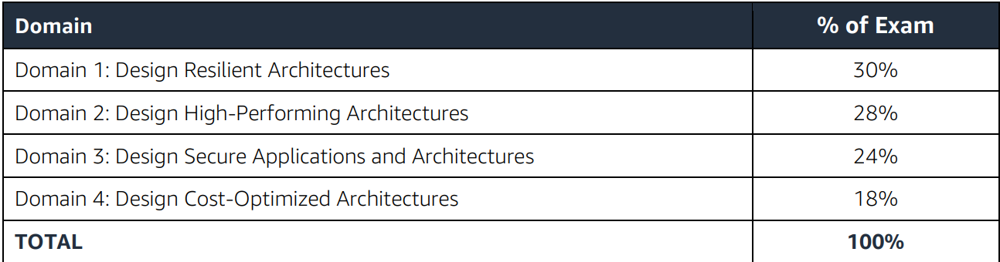 Domain % of Exam
Domain 1: Design Resilient Architectures 30%
Domain 2: Design High-Performing Architectures 28%
Domain 3: Design Secure Applications and Architectures 24%
Domain 4: Design Cost-Optimized Architectures 18%
TOTAL 100%